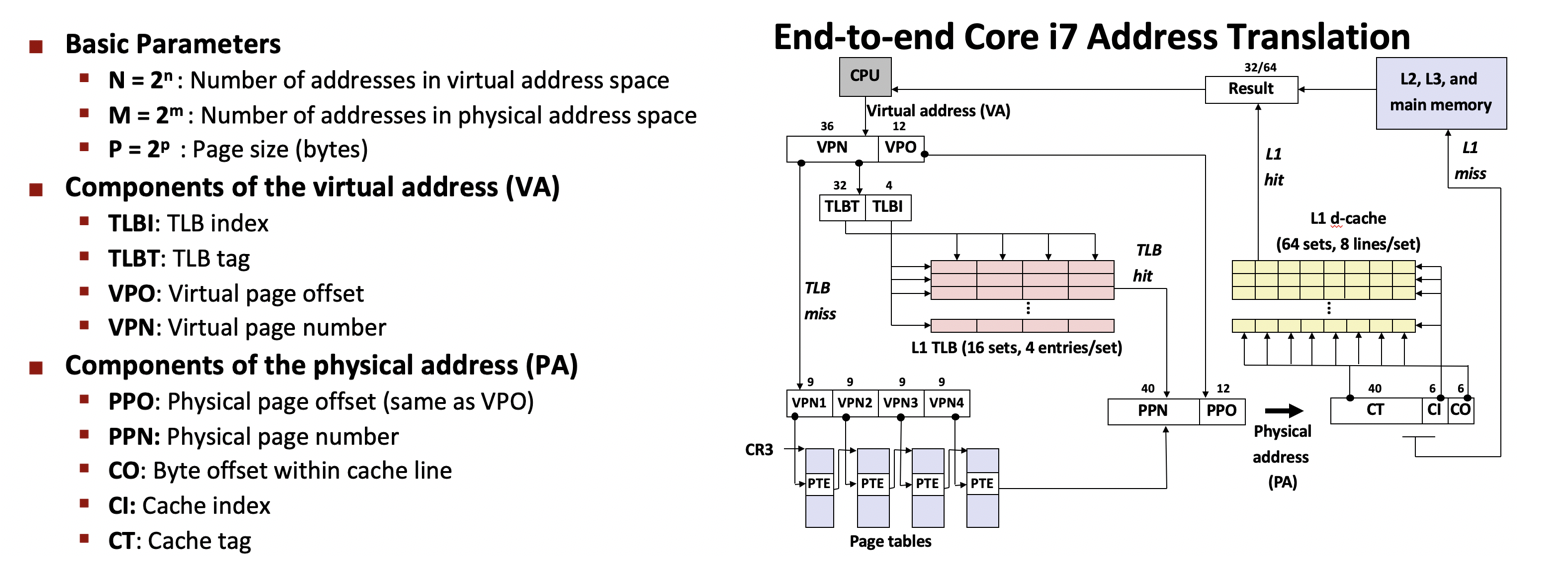 Basic Parameters
N = 2ⁿ : Number of addresses in virtual address space
M = 2ᵐ : Number of addresses in physical address space
P = 2ᵖ : Page size (bytes)
Components of the virtual address (VA)
TLBI: TLB index
TLBT: TLB tag
VPO: Virtual page offset
VPN: Virtual page number
Components of the physical address (PA)
PPO: Physical page offset (same as VPO)
PPN: Physical page number
CO: Byte offset within cache line
CI: Cache index
CT: Cache tag
End-to-end Core i7 Address Translation
CPU
32/64
Result
L2, L3, and
main memory
Virtual address (VA)
36 12
VPN VPO
L1
hit
L1
miss
32 4
TLBT TLBI
L1 d-cache
(64 sets, 8 lines/set)
TLB
hit
TLB
miss
...
...
L1 TLB (16 sets, 4 entries/set)
9 9 9 9
VPN1 VPN2 VPN3 VPN4
40 12
PPN PPO
40 6 6
CT CI CO
Physical
address
(PA)
CR3
PTE PTE PTE PTE
Page tables